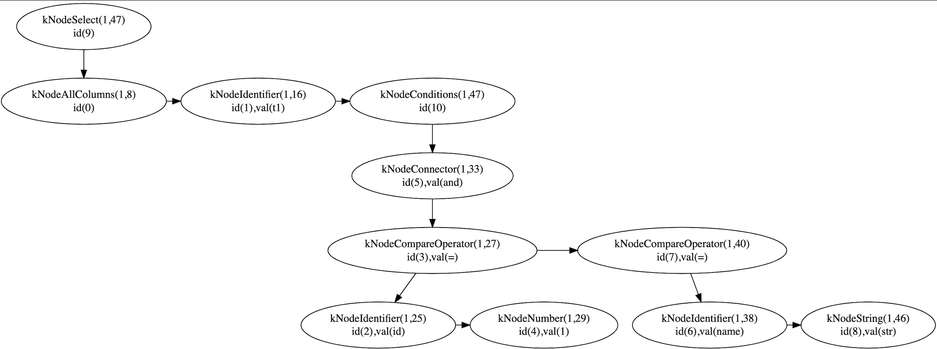 kNodeSelect(1,47)
id(9)
kNodeAllColumns(1,8)
id(0)
kNodeIdentifier(1,16)
id(1),val(t1)
kNodeConditions(1,47)
id(10)
kNodeConnector(1,33)
id(5),val(and)
kNodeCompareOperator(1,27)
id(3),val(=)
kNodeCompareOperator(1,40)
id(7),val(=)
kNodeIdentifier(1,25)
id(2),val(id)
kNodeNumber(1,29)
id(4),val(1)
kNodeIdentifier(1,38)
id(6),val(name)
kNodeString(1,46)
id(8),val(str)